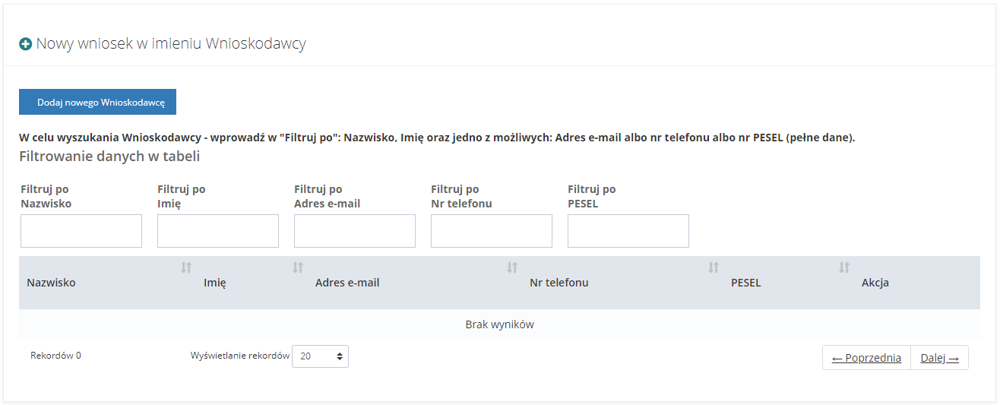 Nowy wniosek w imieniu Wnioskodawcy
Dodaj nowego Wnioskodawcę
W celu wyszukania Wnioskodawcy - wprowadź w "Filtruj po": Nazwisko, Imię oraz jedno z możliwych: Adres e-mail albo nr telefonu albo nr PESEL (pełne dane).
Filtrowanie danych w tabeli
Filtruj po Filtruj po Filtruj po Filtruj po Filtruj po
Nazwisko Imię Adres e-mail Nr telefonu PESEL
Nazwisko Imię Adres e-mail Nr telefonu PESEL Akcja
Brak wyników
Rekordów 0 Wyświetlanie rekordów 20 ← Poprzednia Dalej →